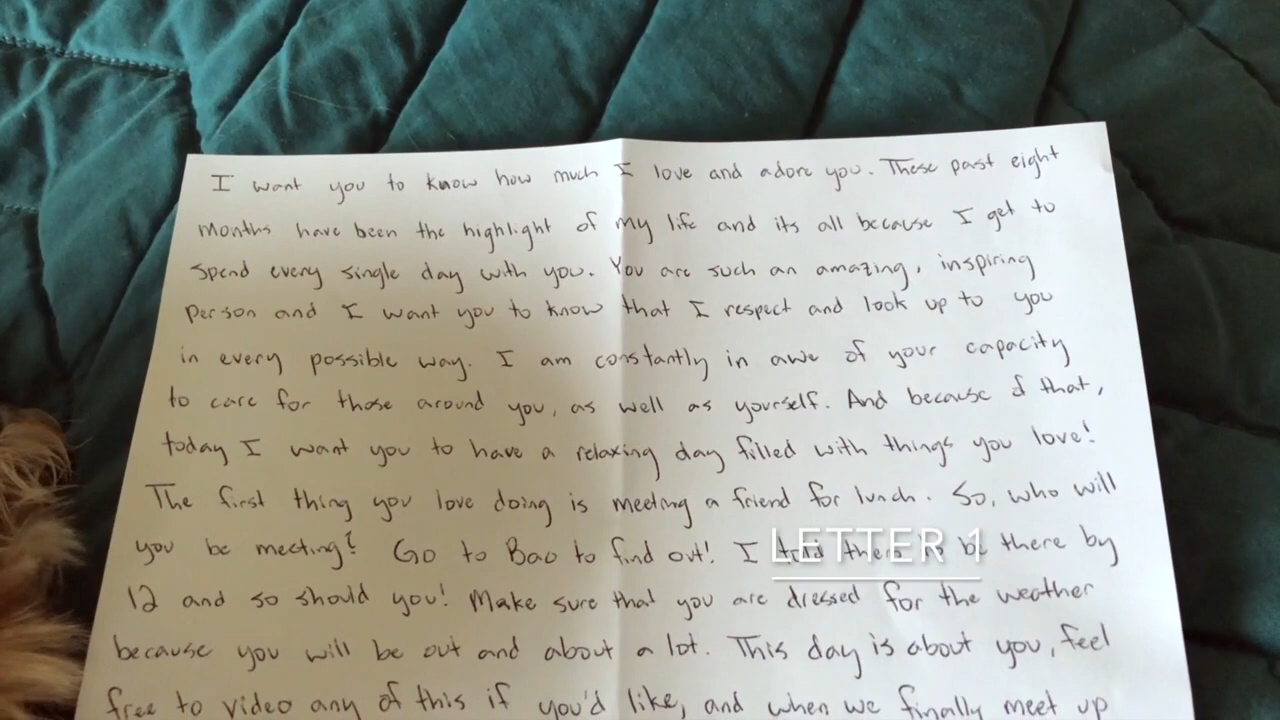 I want you to know how much I love and adore you. These past eight
months have been the highlight of my life and its all because I get to
spend every single day with you. You are such an amazing, inspiring
person and I want you to know that I respect and look up to you
in every possible way. I am constantly in awe of your capacity
to care for those around you, as well as yourself. And because of that,
today I want you to have a relaxing day filled with things you love!
The first thing you love doing is meeting a friend for lunch. So, who will
you be meeting? Go to Bao to find out! I told them to be there by
LETTER 1
12 and so should you! Make sure that you are dressed for the weather
because you will be out and about a lot. This day is about you, feel
free to video any of this if you'd like, and when we finally meet up